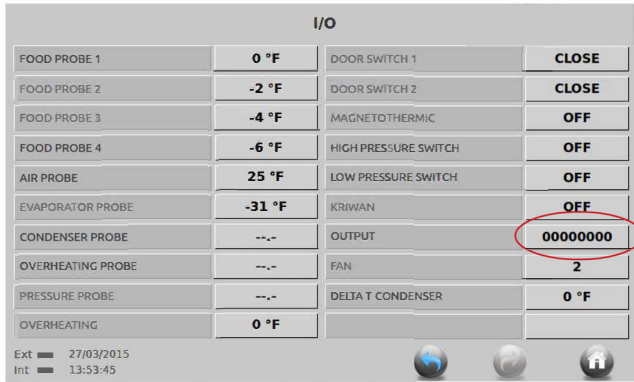 I/O
FOOD PROBE 1 0 °F DOOR SWITCH 1 CLOSE
FOOD PROBE 2 -2 °F DOOR SWITCH 2 CLOSE
FOOD PROBE 3 -4 °F MAGNETOTHERMIC OFF
FOOD PROBE 4 -6 °F HIGH PRESSURE SWITCH OFF
AIR PROBE 25 °F LOW PRESSURE SWITCH OFF
EVAPORATOR PROBE -31 °F KRIWAN OFF
CONDENSER PROBE --.- OUTPUT 00000000
OVERHEATING PROBE --.- FAN 2
PRESSURE PROBE --.- DELTA T CONDENSER 0 °F
OVERHEATING 0 °F
Ext 27/03/2015
Int 13:53:45